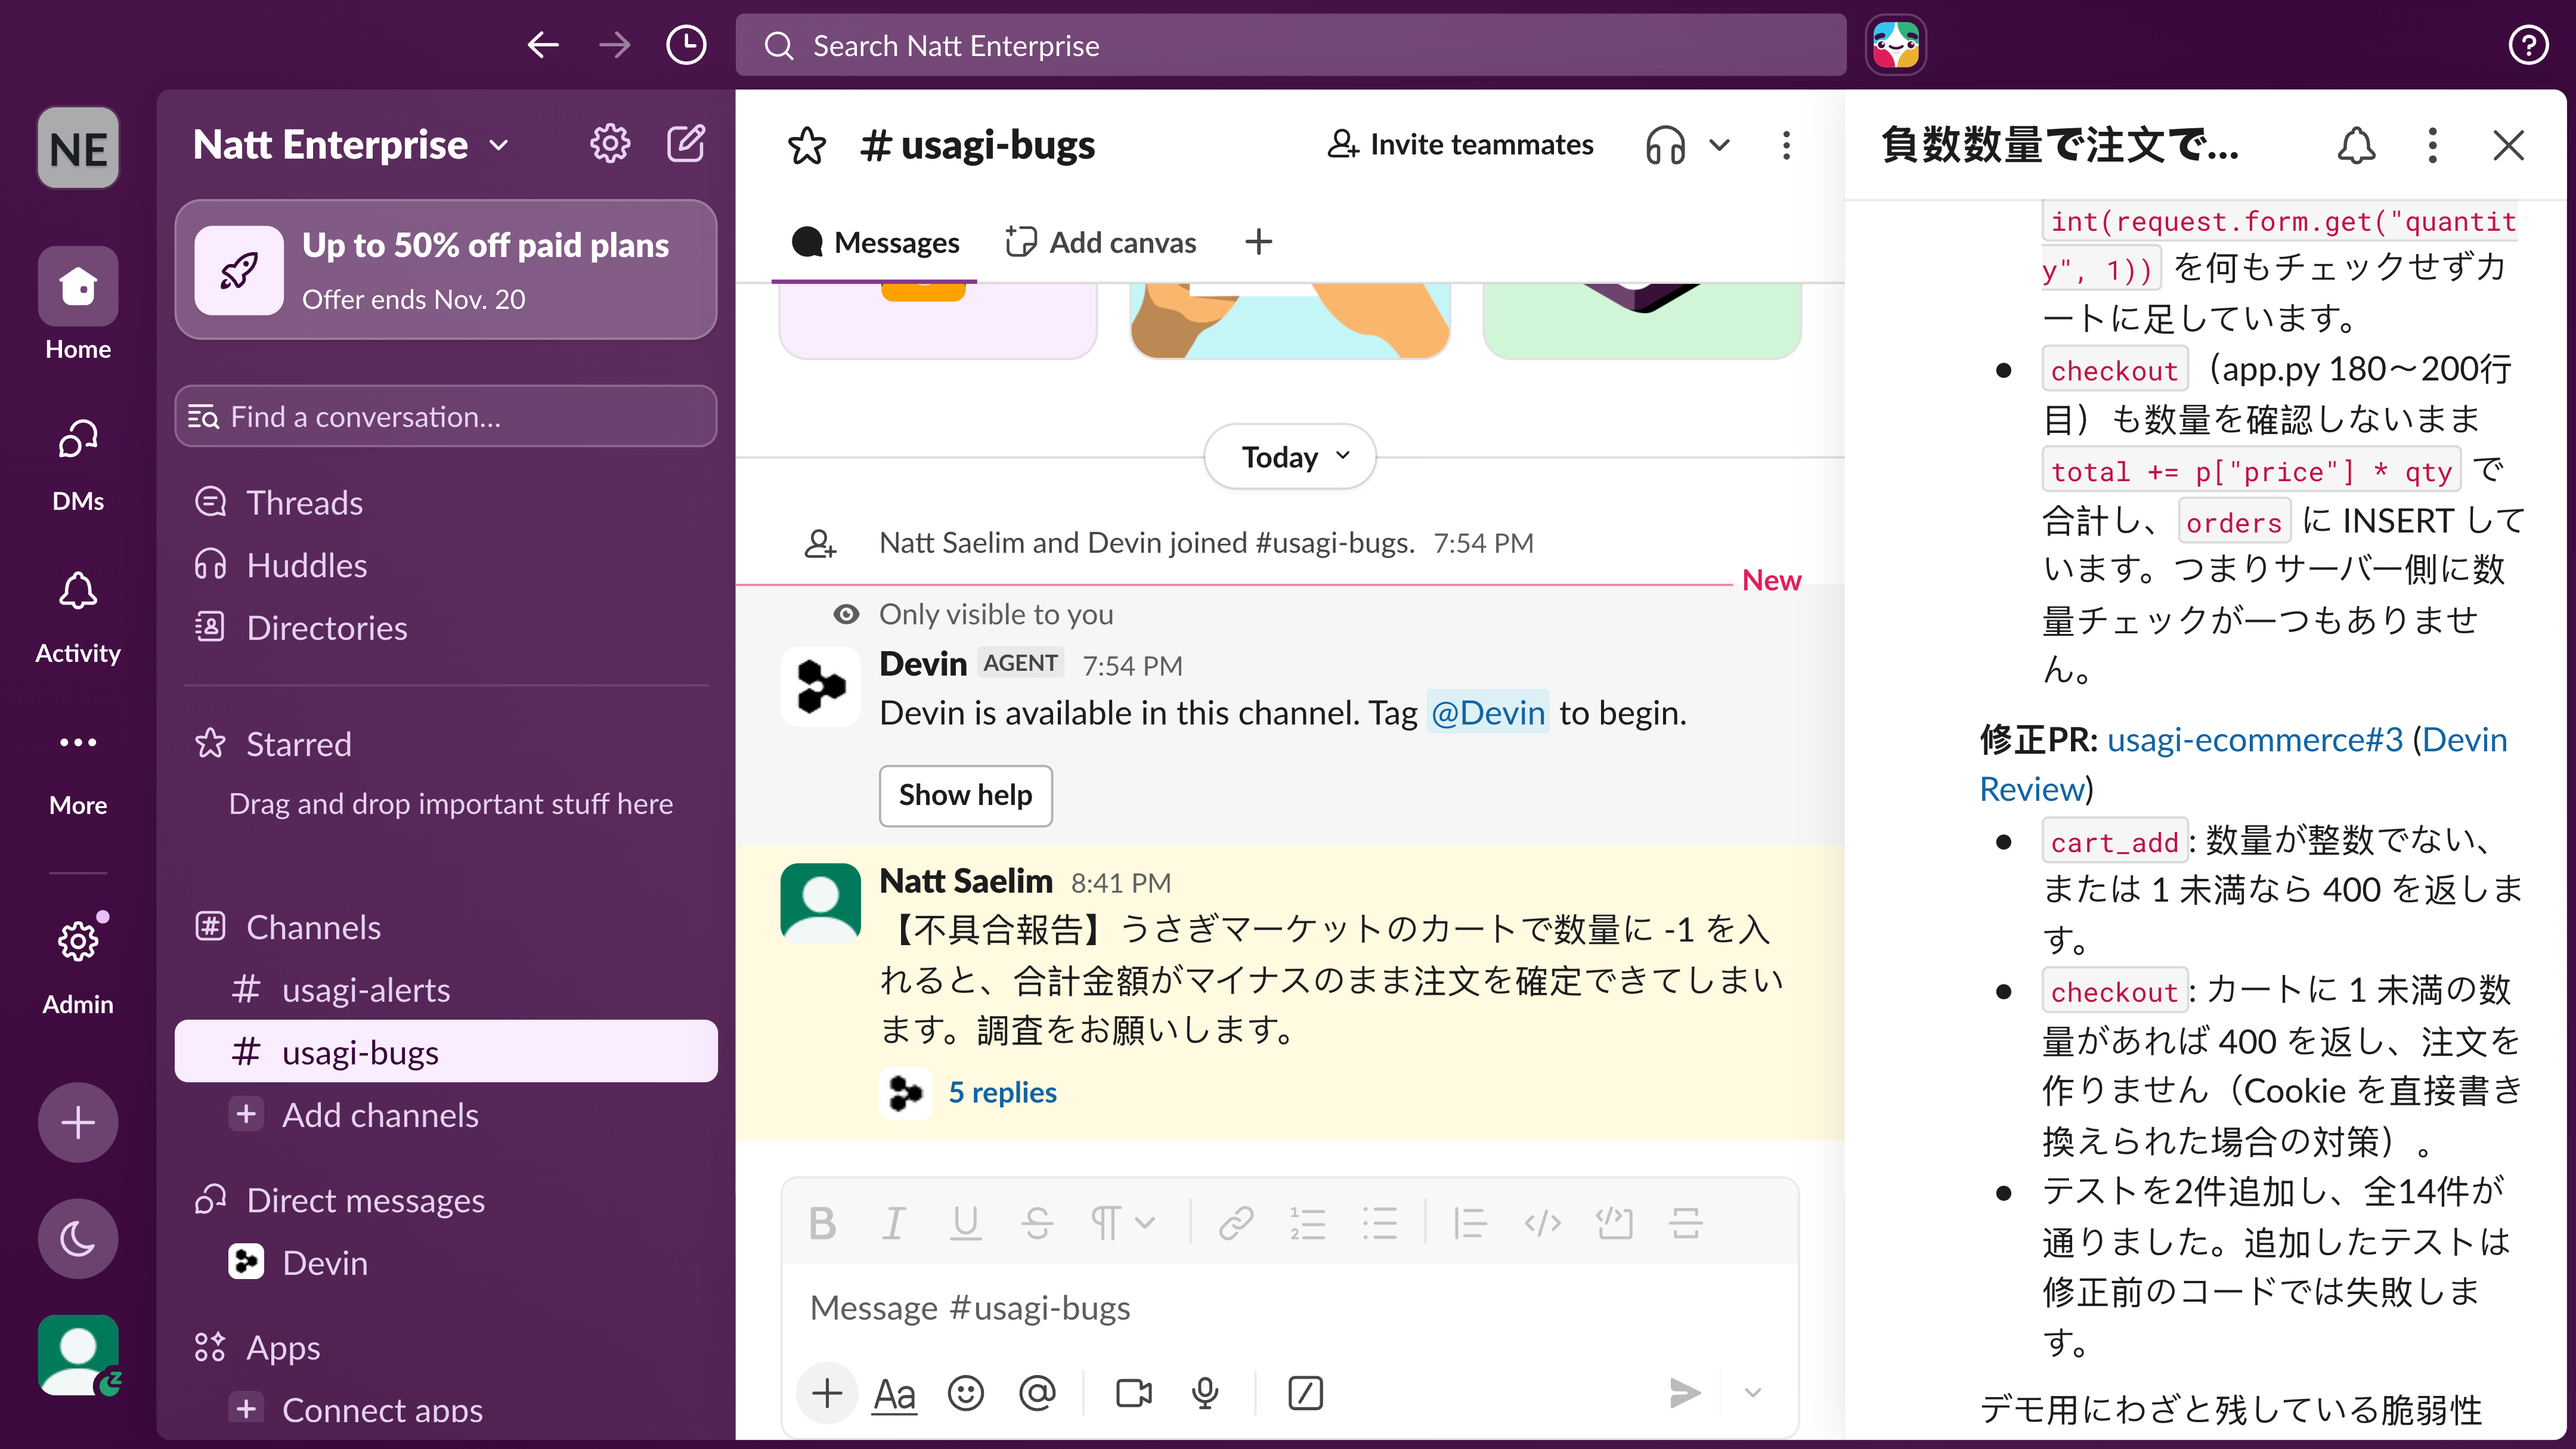 Search Natt Enterprise
NE
Home
DMs
Activity
More
Admin
Natt Enterprise
Up to 50% off paid plans
Offer ends Nov. 20
Find a conversation...
Threads
Huddles
Directories
Starred
Drag and drop important stuff here
Channels
# usagi-alerts
# usagi-bugs
Add channels
Direct messages
Devin
Apps
Connect apps
# usagi-bugs
Invite teammates
Messages
Add canvas
Today
Natt Saelim and Devin joined #usagi-bugs. 7:54 PM
New
Only visible to you
Devin AGENT 7:54 PM
Devin is available in this channel. Tag @Devin to begin.
Show help
Natt Saelim 8:41 PM
【不具合報告】うさぎマーケットのカートで数量に -1 を入
れると、合計金額がマイナスのまま注文を確定できてしまい
ます。調査をお願いします。
5 replies
Message #usagi-bugs
Aa
負数数量で注文で...
int(request.form.get("quantit
y", 1)) を何もチェックせずカ
ートに足しています。
• checkout（app.py 180〜200行
目）も数量を確認しないまま
total += p["price"] * qty で
合計し、orders に INSERT して
います。つまりサーバー側に数
量チェックが一つもありませ
ん。
修正PR: usagi-ecommerce#3 (Devin
Review)
• cart_add: 数量が整数でない、
または 1 未満なら 400 を返しま
す。
• checkout: カートに 1 未満の数
量があれば 400 を返し、注文を
作りません（Cookie を直接書き
換えられた場合の対策）。
• テストを2件追加し、全14件が
通りました。追加したテストは
修正前のコードでは失敗しま
す。
デモ用にわざと残している脆弱性